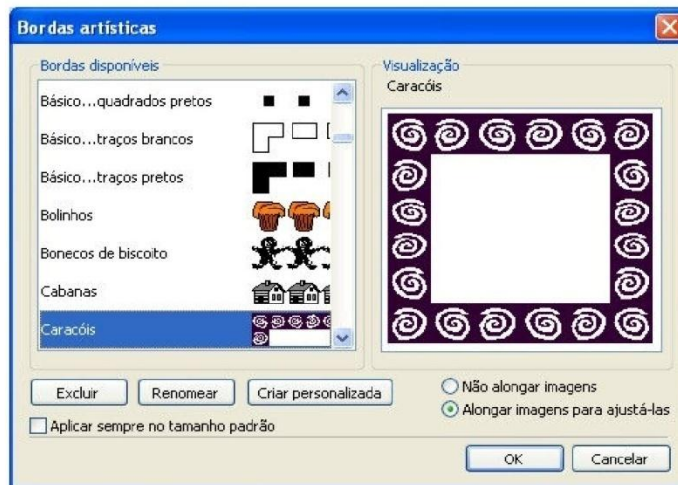 Bordas artísticas
Bordas disponíveis
Básico...quadrados pretos
Básico...traços brancos
Básico...traços pretos
Bolinhos
Bonecos de biscoito
Cabanas
Caracóis
Excluir
Renomear
Criar personalizada
Aplicar sempre no tamanho padrão
Visualização
Caracóis
Não alongar imagens
Alongar imagens para ajustá-las
OK
Cancelar